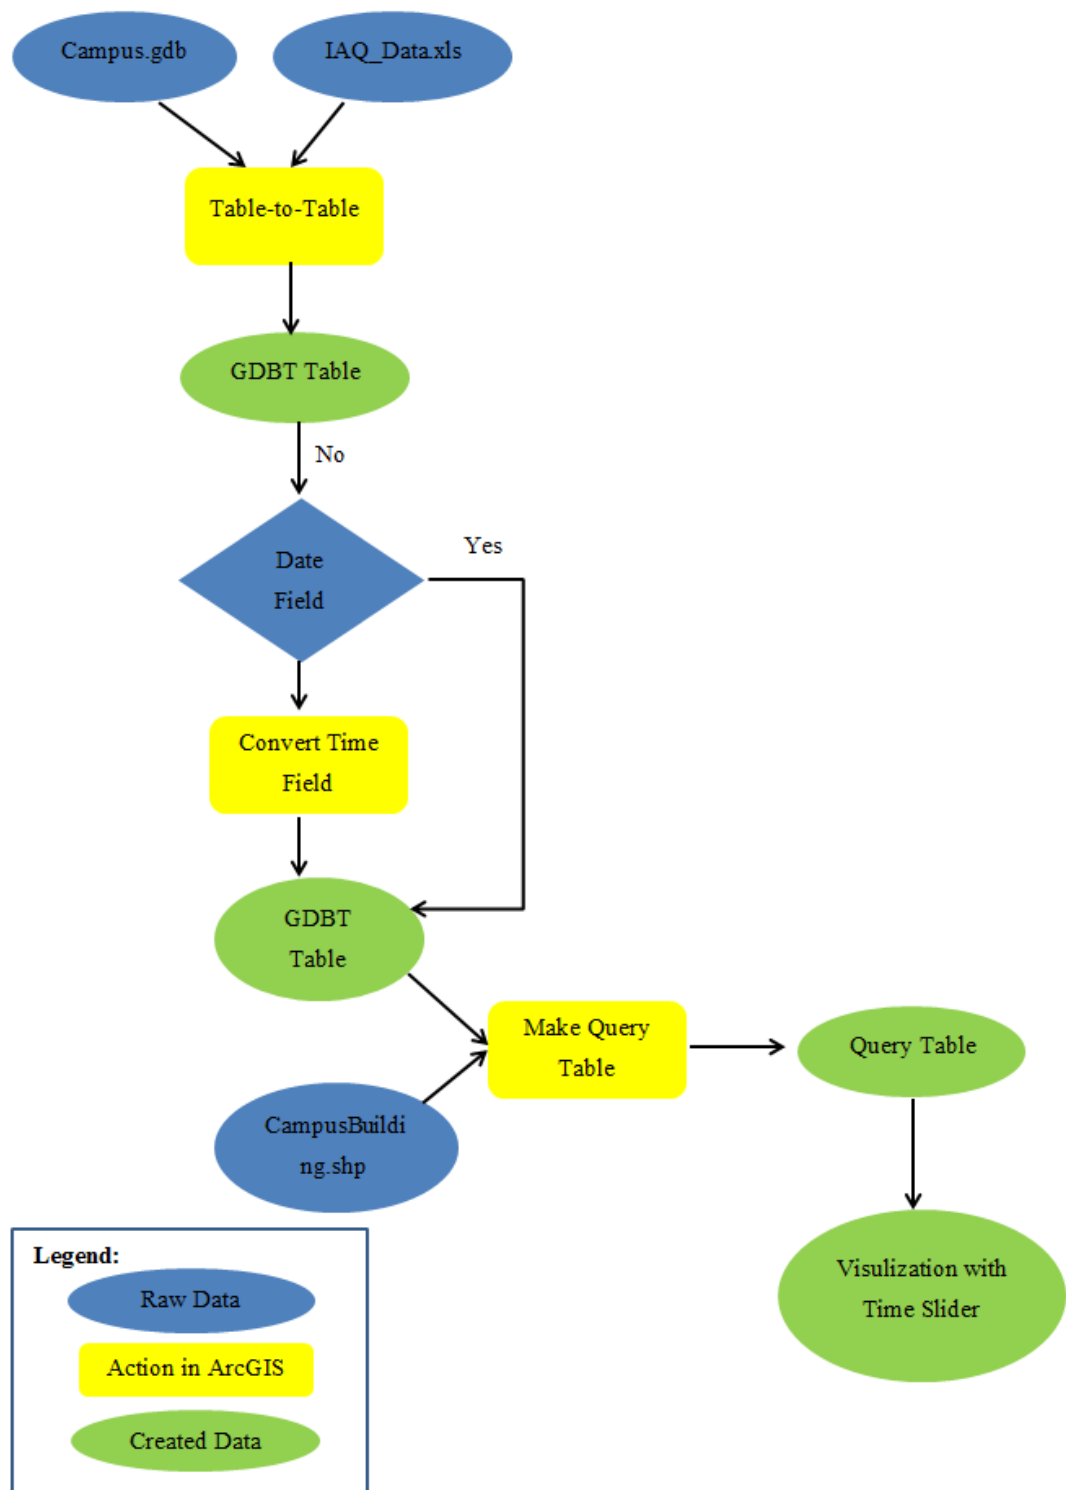 Campus.gdb
IAQ_Data.xls
Table-to-Table
GDBT Table
No
Date
Field
Yes
Convert Time
Field
GDBT
Table
Make Query
Table
Query Table
CampusBuildi
ng.shp
Visulization with
Time Slider
Legend:
Raw Data
Action in ArcGIS
Created Data